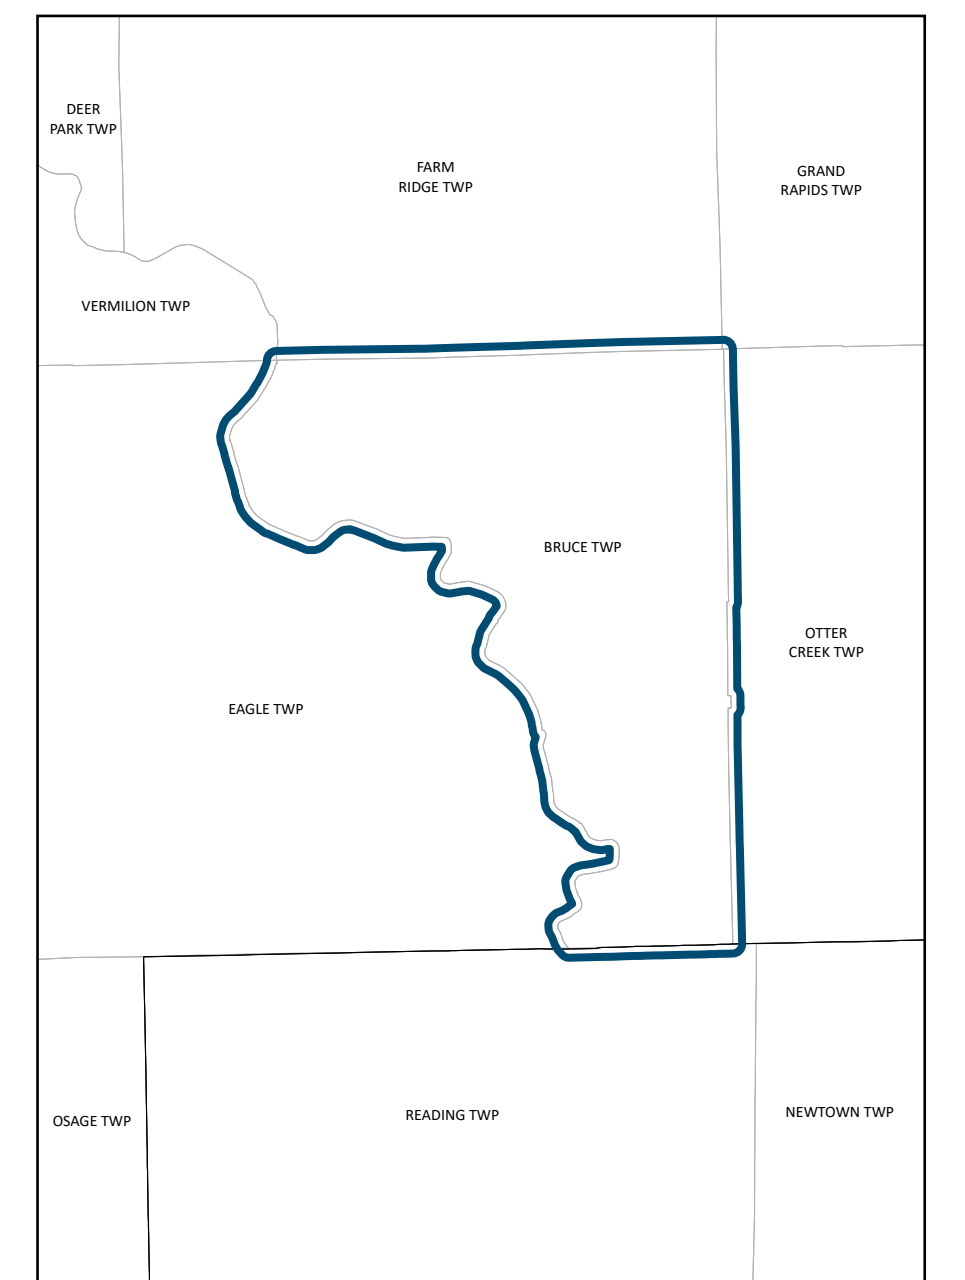 DEER
PARK TWP
FARM
RIDGE TWP
GRAND
RAPIDS TWP
VERMILION TWP
BRUCE TWP
OTTER
CREEK TWP
EAGLE TWP
OSAGE TWP
READING TWP
NEWTOWN TWP